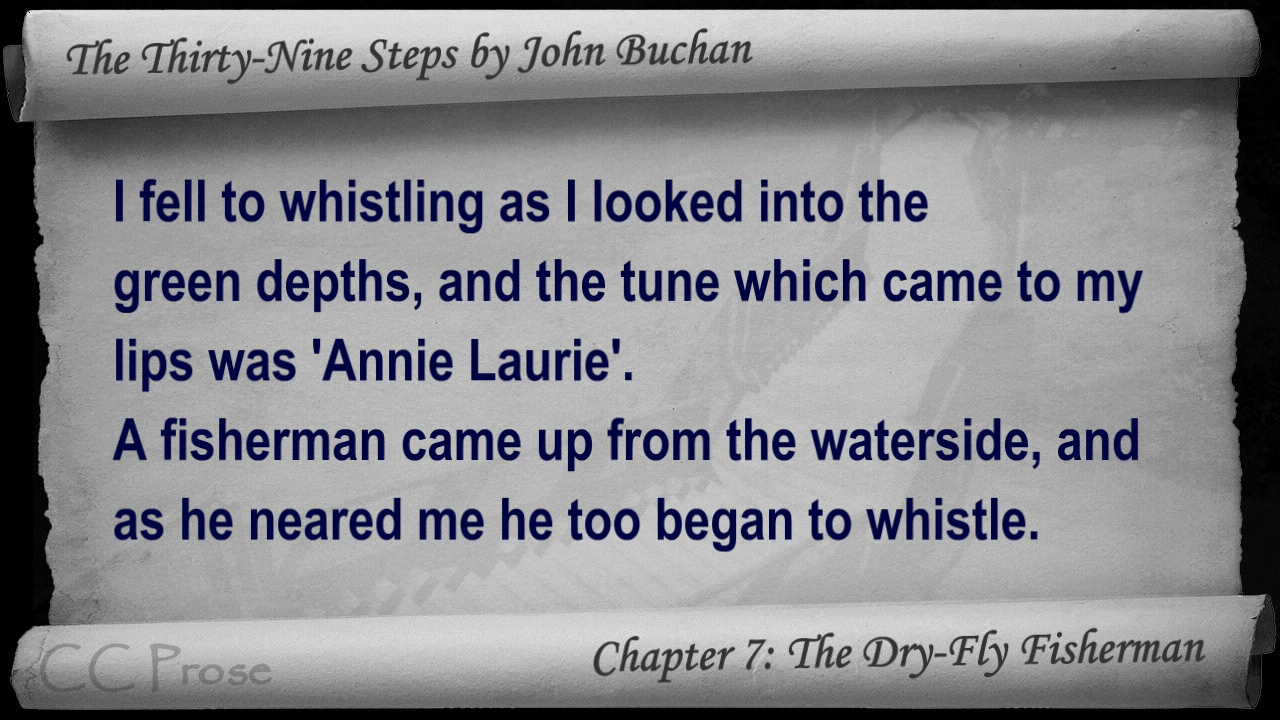 The Thirty-Nine Steps by John Buchan
I fell to whistling as I looked into the
green depths, and the tune which came to my
lips was 'Annie Laurie'.
A fisherman came up from the waterside, and
as he neared me he too began to whistle.
CC Prose
Chapter 7: The Dry-Fly Fisherman